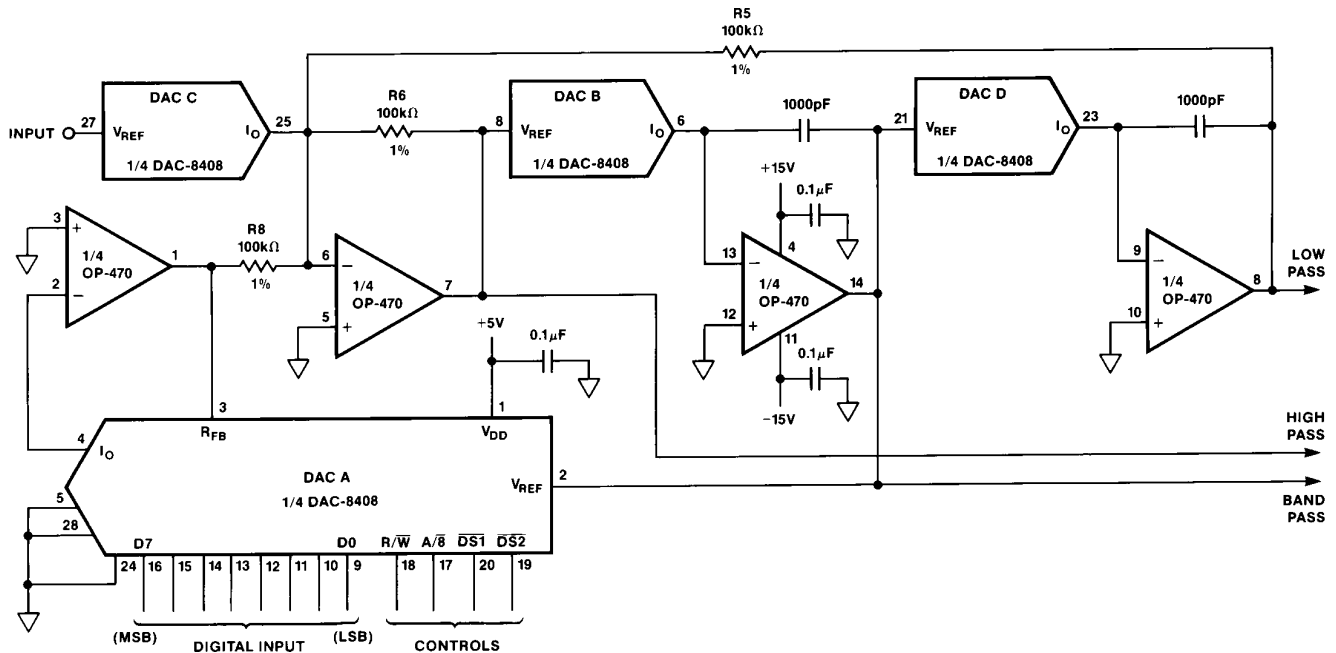 R5
100kΩ
1%
DAC C
INPUT
27
VREF
IO
25
1/4 DAC-8408
R6
100kΩ
1%
8
DAC B
VREF
IO
6
1/4 DAC-8408
1000pF
21
DAC D
VREF
IO
23
1/4 DAC-8408
1000pF
3
+
1/4
OP-470
2
−
1
R8
100kΩ
1%
6
−
1/4
OP-470
5
+
7
+15V
0.1μF
4
13
−
1/4
OP-470
12
+
14
11
0.1μF
−15V
9
−
1/4
OP-470
10
+
8
LOW
PASS
+5V
0.1μF
3
RFB
1
VDD
HIGH
PASS
4
IO
DAC A
1/4 DAC-8408
VREF
2
BAND
PASS
5
28
D7
D0
R/W̅
A/B̅
D̅S̅1̅
D̅S̅2̅
24
16
15
14
13
12
11
10
9
18
17
20
19
(MSB)
DIGITAL INPUT
(LSB)
CONTROLS